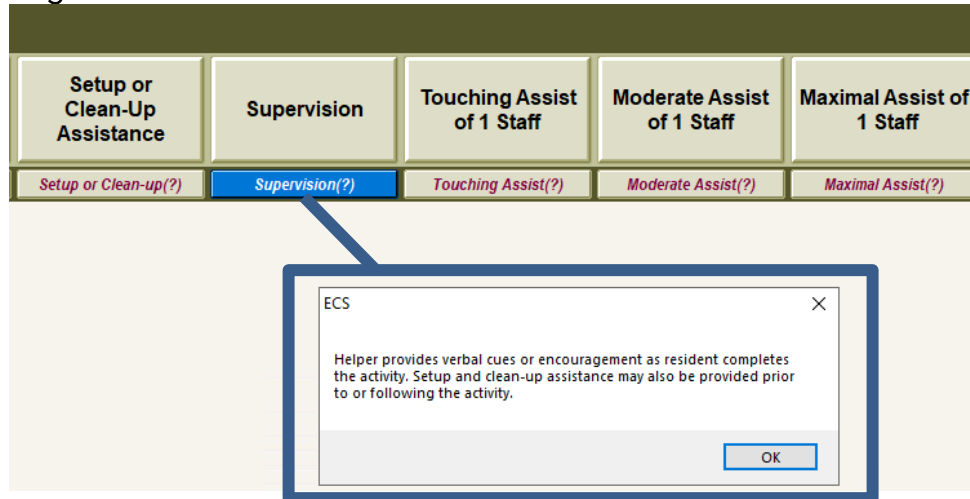 Setup or
Clean-Up
Assistance
Supervision
Touching Assist
of 1 Staff
Moderate Assist
of 1 Staff
Maximal Assist of
1 Staff
Setup or Clean-up(?)
Supervision(?)
Touching Assist(?)
Moderate Assist(?)
Maximal Assist(?)
ECS
Helper provides verbal cues or encouragement as resident completes
the activity. Setup and clean-up assistance may also be provided prior
to or following the activity.
OK